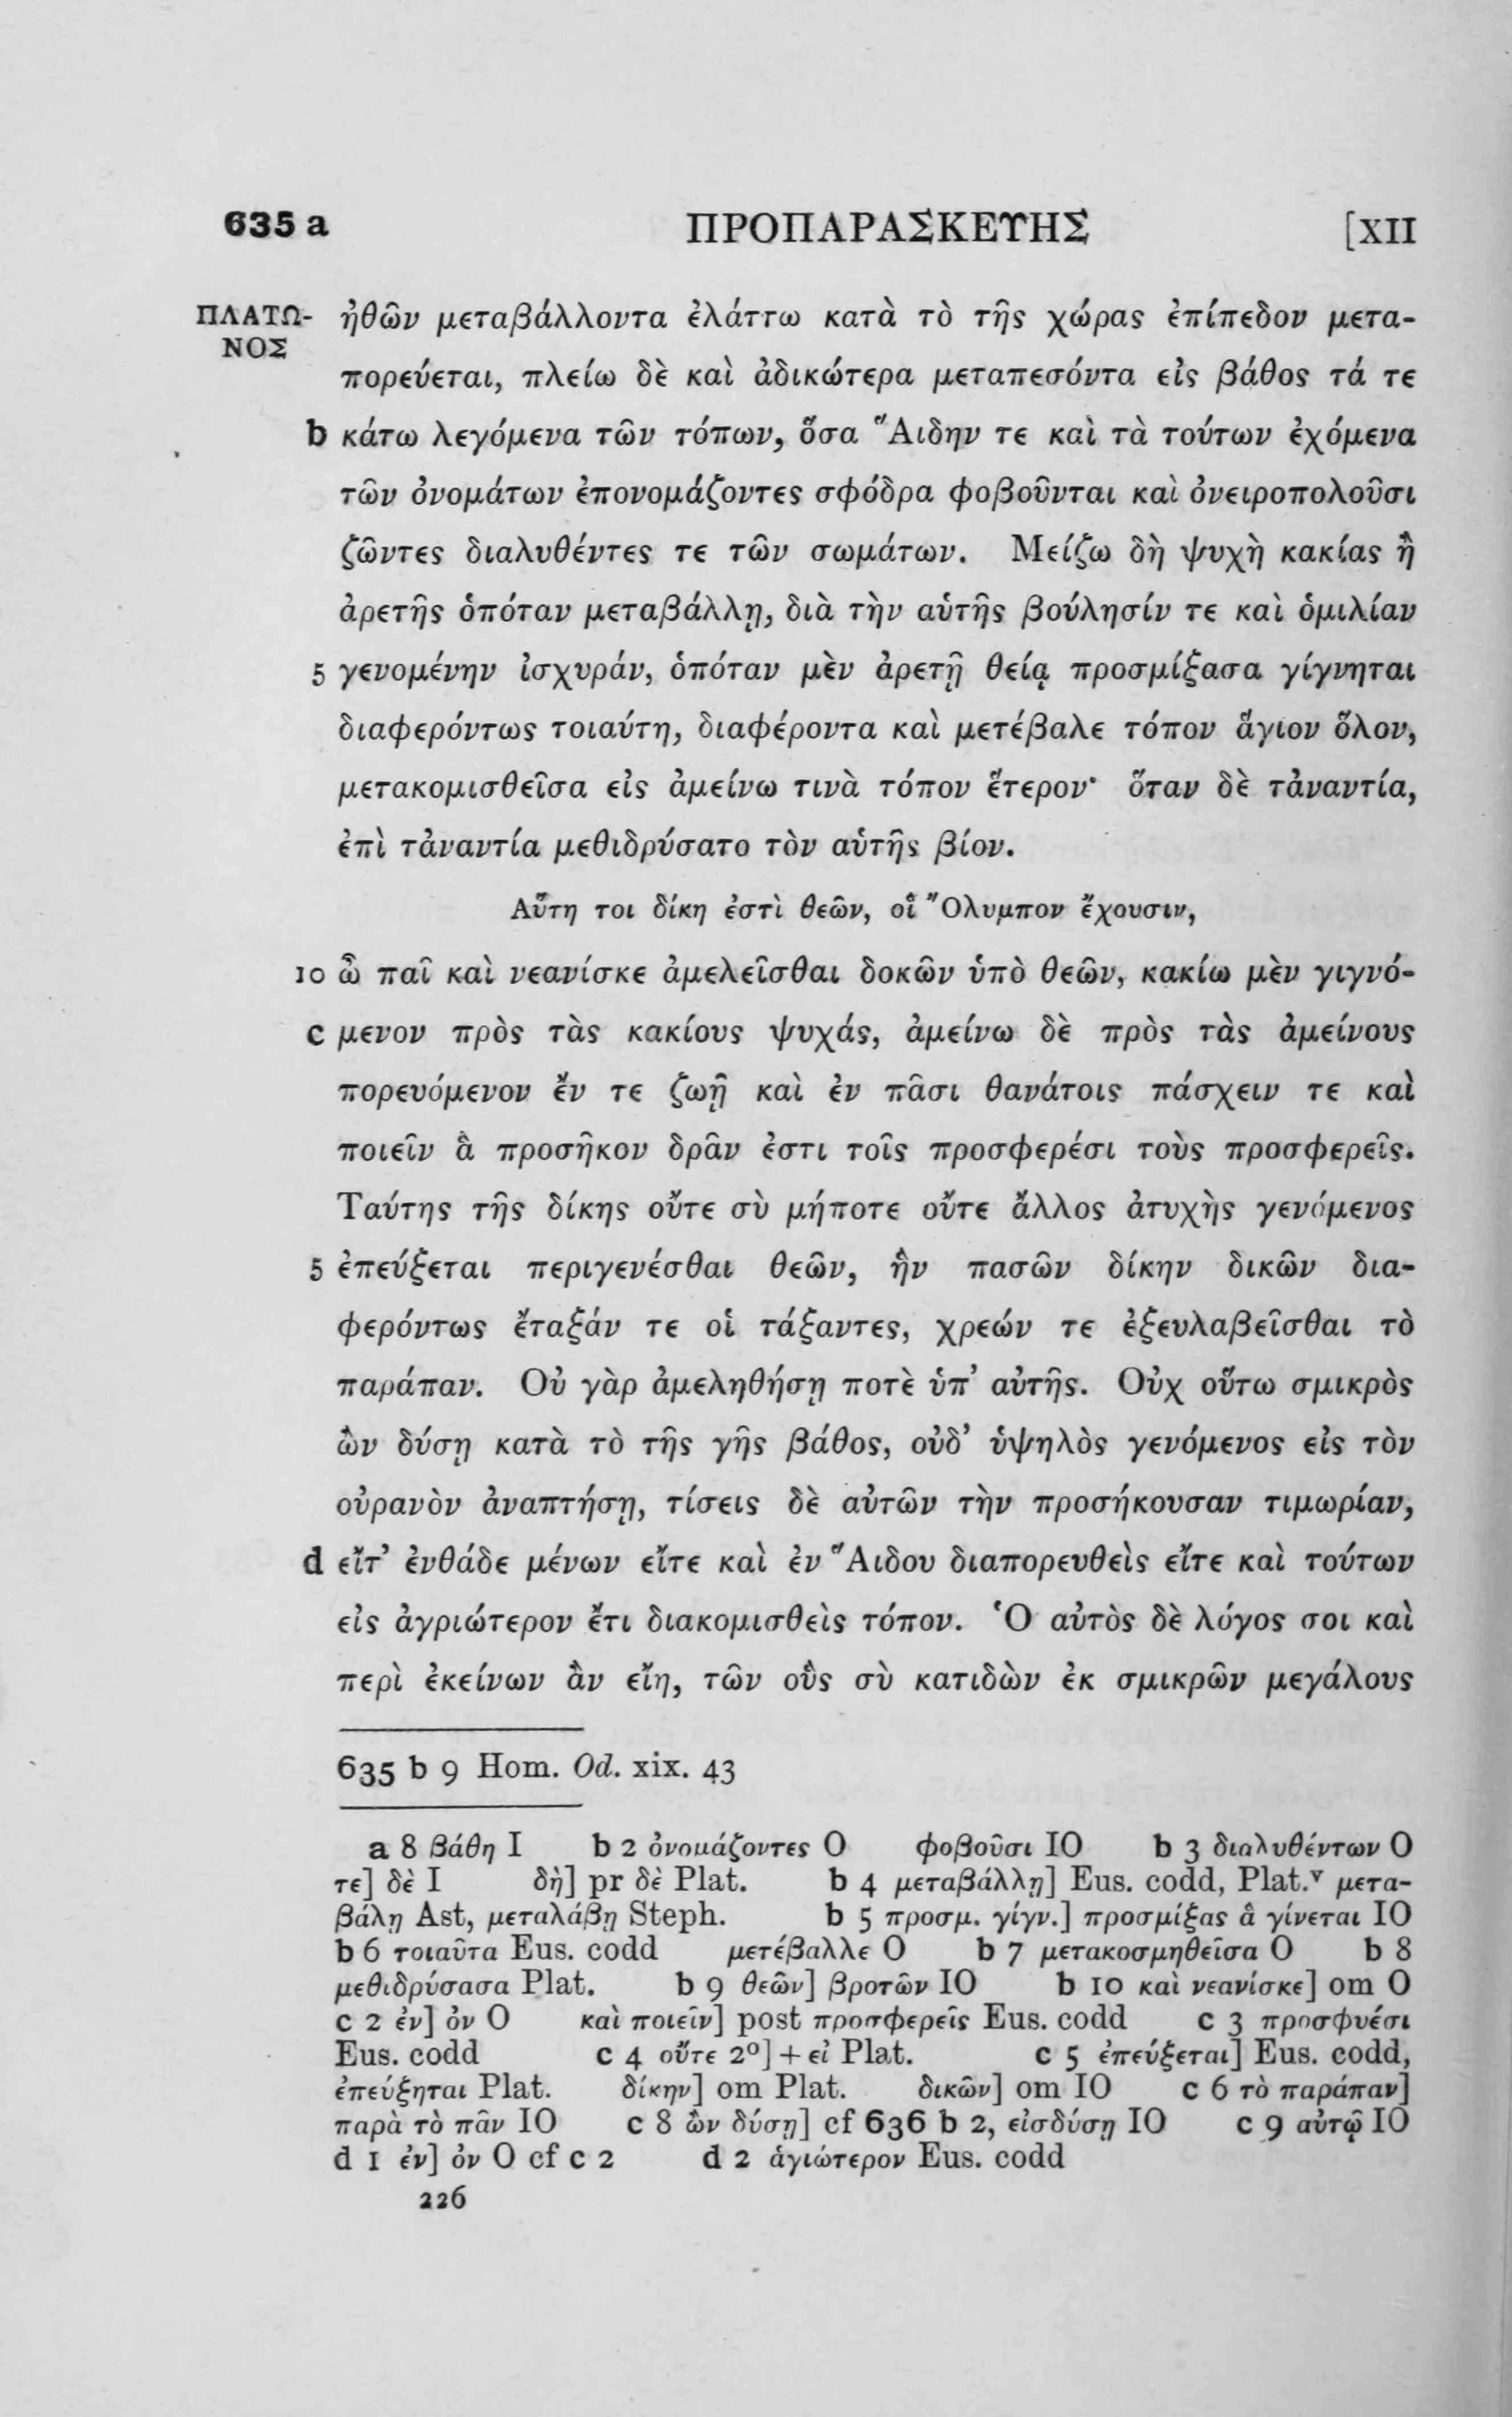 635 a ΠΡΟΠΑΡΑΣΚΕΥΗΣ [XII
ΠΛΑΤΩ- ἠθῶν μεταβάλλοντα ἐλάττω κατὰ τὸ τῆς χώρας ἐπίπεδον μετα-
ΝΟΣ
πορεύεται, πλείω δὲ καὶ ἀδικώτερα μεταπεσόντα εἰς βάθος τά τε
b κάτω λεγόμενα τῶν τόπων, ὅσα Ἅιδην τε καὶ τὰ τούτων ἐχόμενα
τῶν ὀνομάτων ἐπονομάζοντες σφόδρα φοβοῦνται καὶ ὀνειροπολοῦσι
ζῶντες διαλυθέντες τε τῶν σωμάτων. Μείζω δὴ ψυχὴ κακίας ἢ
ἀρετῆς ὁπόταν μεταβάλλῃ, διὰ τὴν αὑτῆς βούλησίν τε καὶ ὁμιλίαν
5 γενομένην ἰσχυράν, ὁπόταν μὲν ἀρετῇ θείᾳ προσμίξασα γίγνηται
διαφερόντως τοιαύτη, διαφέροντα καὶ μετέβαλε τόπον ἅγιον ὅλον,
μετακομισθεῖσα εἰς ἀμείνω τινὰ τόπον ἕτερον· ὅταν δὲ τἀναντία,
ἐπὶ τἀναντία μεθιδρύσατο τὸν αὑτῆς βίον.
Αὕτη τοι δίκη ἐστὶ θεῶν, οἳ Ὄλυμπον ἔχουσιν,
10 ὦ παῖ καὶ νεανίσκε ἀμελεῖσθαι δοκῶν ὑπὸ θεῶν, κακίω μὲν γιγνό-
c μενον πρὸς τὰς κακίους ψυχάς, ἀμείνω δὲ πρὸς τὰς ἀμείνους
πορευόμενον ἔν τε ζωῇ καὶ ἐν πᾶσι θανάτοις πάσχειν τε καὶ
ποιεῖν ἃ προσῆκον δρᾶν ἐστι τοῖς προσφερέσι τοὺς προσφερεῖς.
Ταύτης τῆς δίκης οὔτε σὺ μήποτε οὔτε ἄλλος ἀτυχὴς γενόμενος
5 ἐπεύξεται περιγενέσθαι θεῶν, ἣν πασῶν δίκην δικῶν δια-
φερόντως ἔταξάν τε οἱ τάξαντες, χρεών τε ἐξευλαβεῖσθαι τὸ
παράπαν. Οὐ γὰρ ἀμεληθήσῃ ποτὲ ὑπ’ αὐτῆς. Οὐχ οὕτω σμικρὸς
ὢν δύσῃ κατὰ τὸ τῆς γῆς βάθος, οὐδ’ ὑψηλὸς γενόμενος εἰς τὸν
οὐρανὸν ἀναπτήσῃ, τίσεις δὲ αὐτῶν τὴν προσήκουσαν τιμωρίαν,
d εἴτ’ ἐνθάδε μένων εἴτε καὶ ἐν Ἅιδου διαπορευθεὶς εἴτε καὶ τούτων
εἰς ἀγριώτερον ἔτι διακομισθεὶς τόπον. Ὁ αὐτὸς δὲ λόγος σοι καὶ
περὶ ἐκείνων ἂν εἴη, τῶν οὓς σὺ κατιδὼν ἐκ σμικρῶν μεγάλους
635 b 9 Hom. Od. xix. 43
a 8 βάθη I b 2 ὀνομάζοντες O φοβοῦσι IO b 3 διαλυθέντων O
τε] δὲ I δὴ] pr δὲ Plat. b 4 μεταβάλλῃ] Eus. codd, Plat.ᵛ μετα-
βάλῃ Ast, μεταλάβῃ Steph. b 5 προσμ. γίγν.] προσμίξας ἃ γίνεται IO
b 6 τοιαῦτα Eus. codd μετέβαλλε O b 7 μετακοσμηθεῖσα O b 8
μεθιδρύσασα Plat. b 9 θεῶν] βροτῶν IO b 10 καὶ νεανίσκε] om O
c 2 ἐν] ὃν O καὶ ποιεῖν] post προσφερεῖς Eus. codd c 3 προσφυέσι
Eus. codd c 4 οὔτε 2º] + εἰ Plat. c 5 ἐπεύξεται] Eus. codd,
ἐπεύξηται Plat. δίκην] om Plat. δικῶν] om IO c 6 τὸ παράπαν]
παρὰ τὸ πᾶν IO c 8 ὢν δύσῃ] cf 636 b 2, εἰσδύσῃ IO c 9 αὐτῷ IO
d 1 ἐν] ὃν O cf c 2 d 2 ἁγιώτερον Eus. codd
226